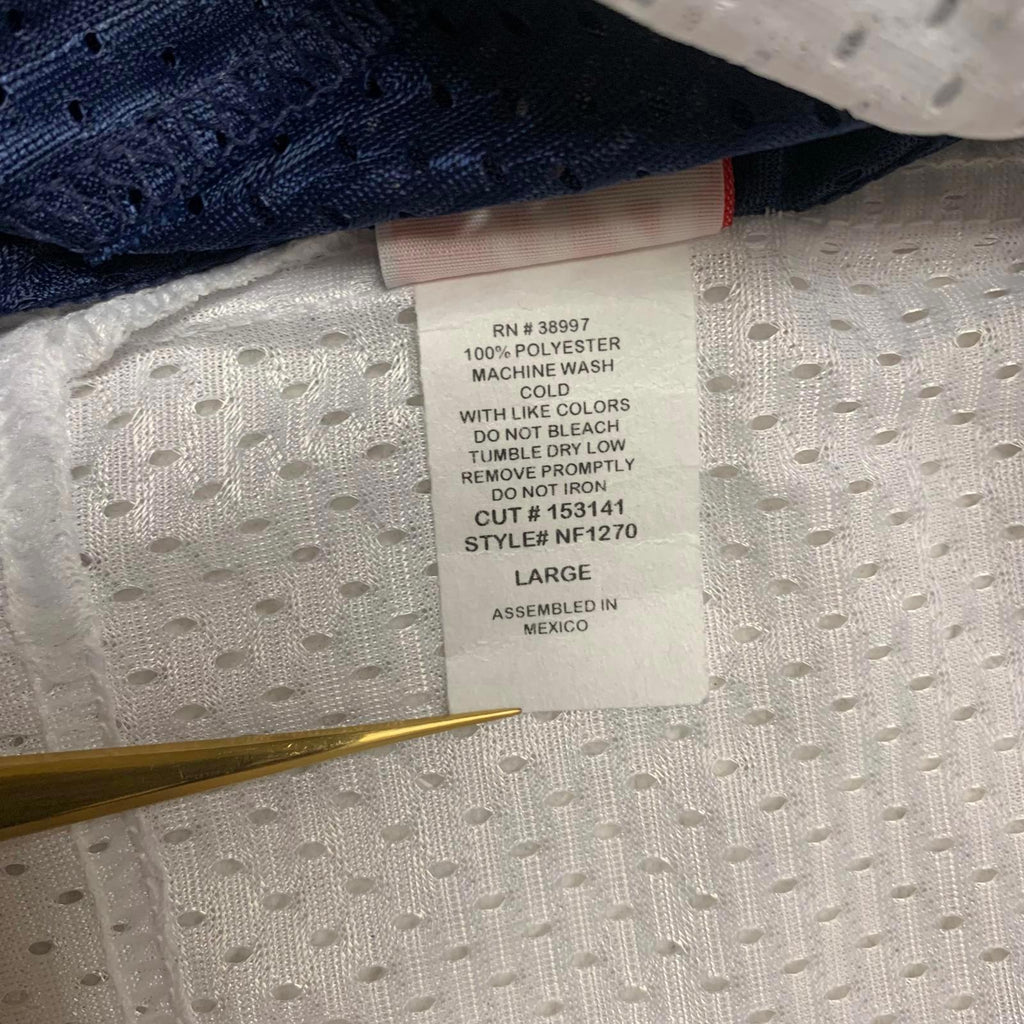 RN # 38997
100% POLYESTER
MACHINE WASH
COLD
WITH LIKE COLORS
DO NOT BLEACH
TUMBLE DRY LOW
REMOVE PROMPTLY
DO NOT IRON
CUT # 153141
STYLE# NF1270
LARGE
ASSEMBLED IN
MEXICO